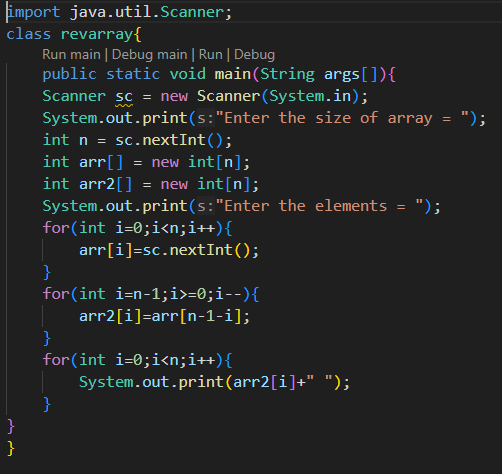 import java.util.Scanner;
class revarray{
Run main | Debug main | Run | Debug
public static void main(String args[]){
Scanner sc = new Scanner(System.in);
System.out.print(s:"Enter the size of array = ");
int n = sc.nextInt();
int arr[] = new int[n];
int arr2[] = new int[n];
System.out.print(s:"Enter the elements = ");
for(int i=0;i<n;i++){
arr[i]=sc.nextInt();
}
for(int i=n-1;i>=0;i--){
arr2[i]=arr[n-1-i];
}
for(int i=0;i<n;i++){
System.out.print(arr2[i]+" ");
}
}
}